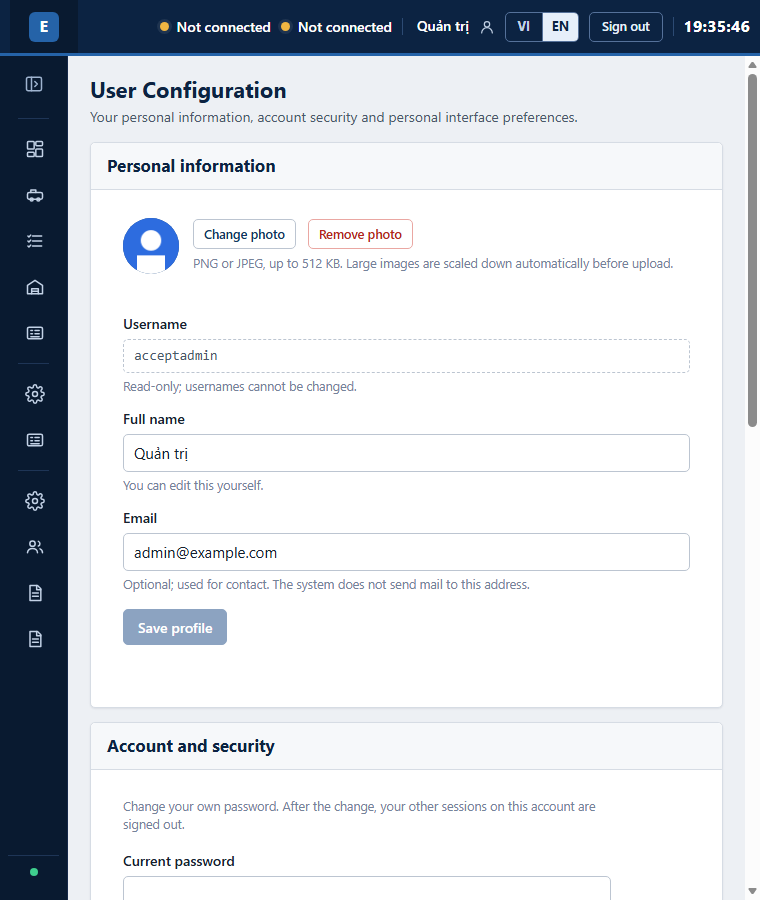 E
Not connected
Not connected
Quản trị
VI
EN
Sign out
19:35:46
User Configuration
Your personal information, account security and personal interface preferences.
Personal information
Change photo
Remove photo
PNG or JPEG, up to 512 KB. Large images are scaled down automatically before upload.
Username
acceptadmin
Read-only; usernames cannot be changed.
Full name
Quản trị
You can edit this yourself.
Email
admin@example.com
Optional; used for contact. The system does not send mail to this address.
Save profile
Account and security
Change your own password. After the change, your other sessions on this account are
signed out.
Current password